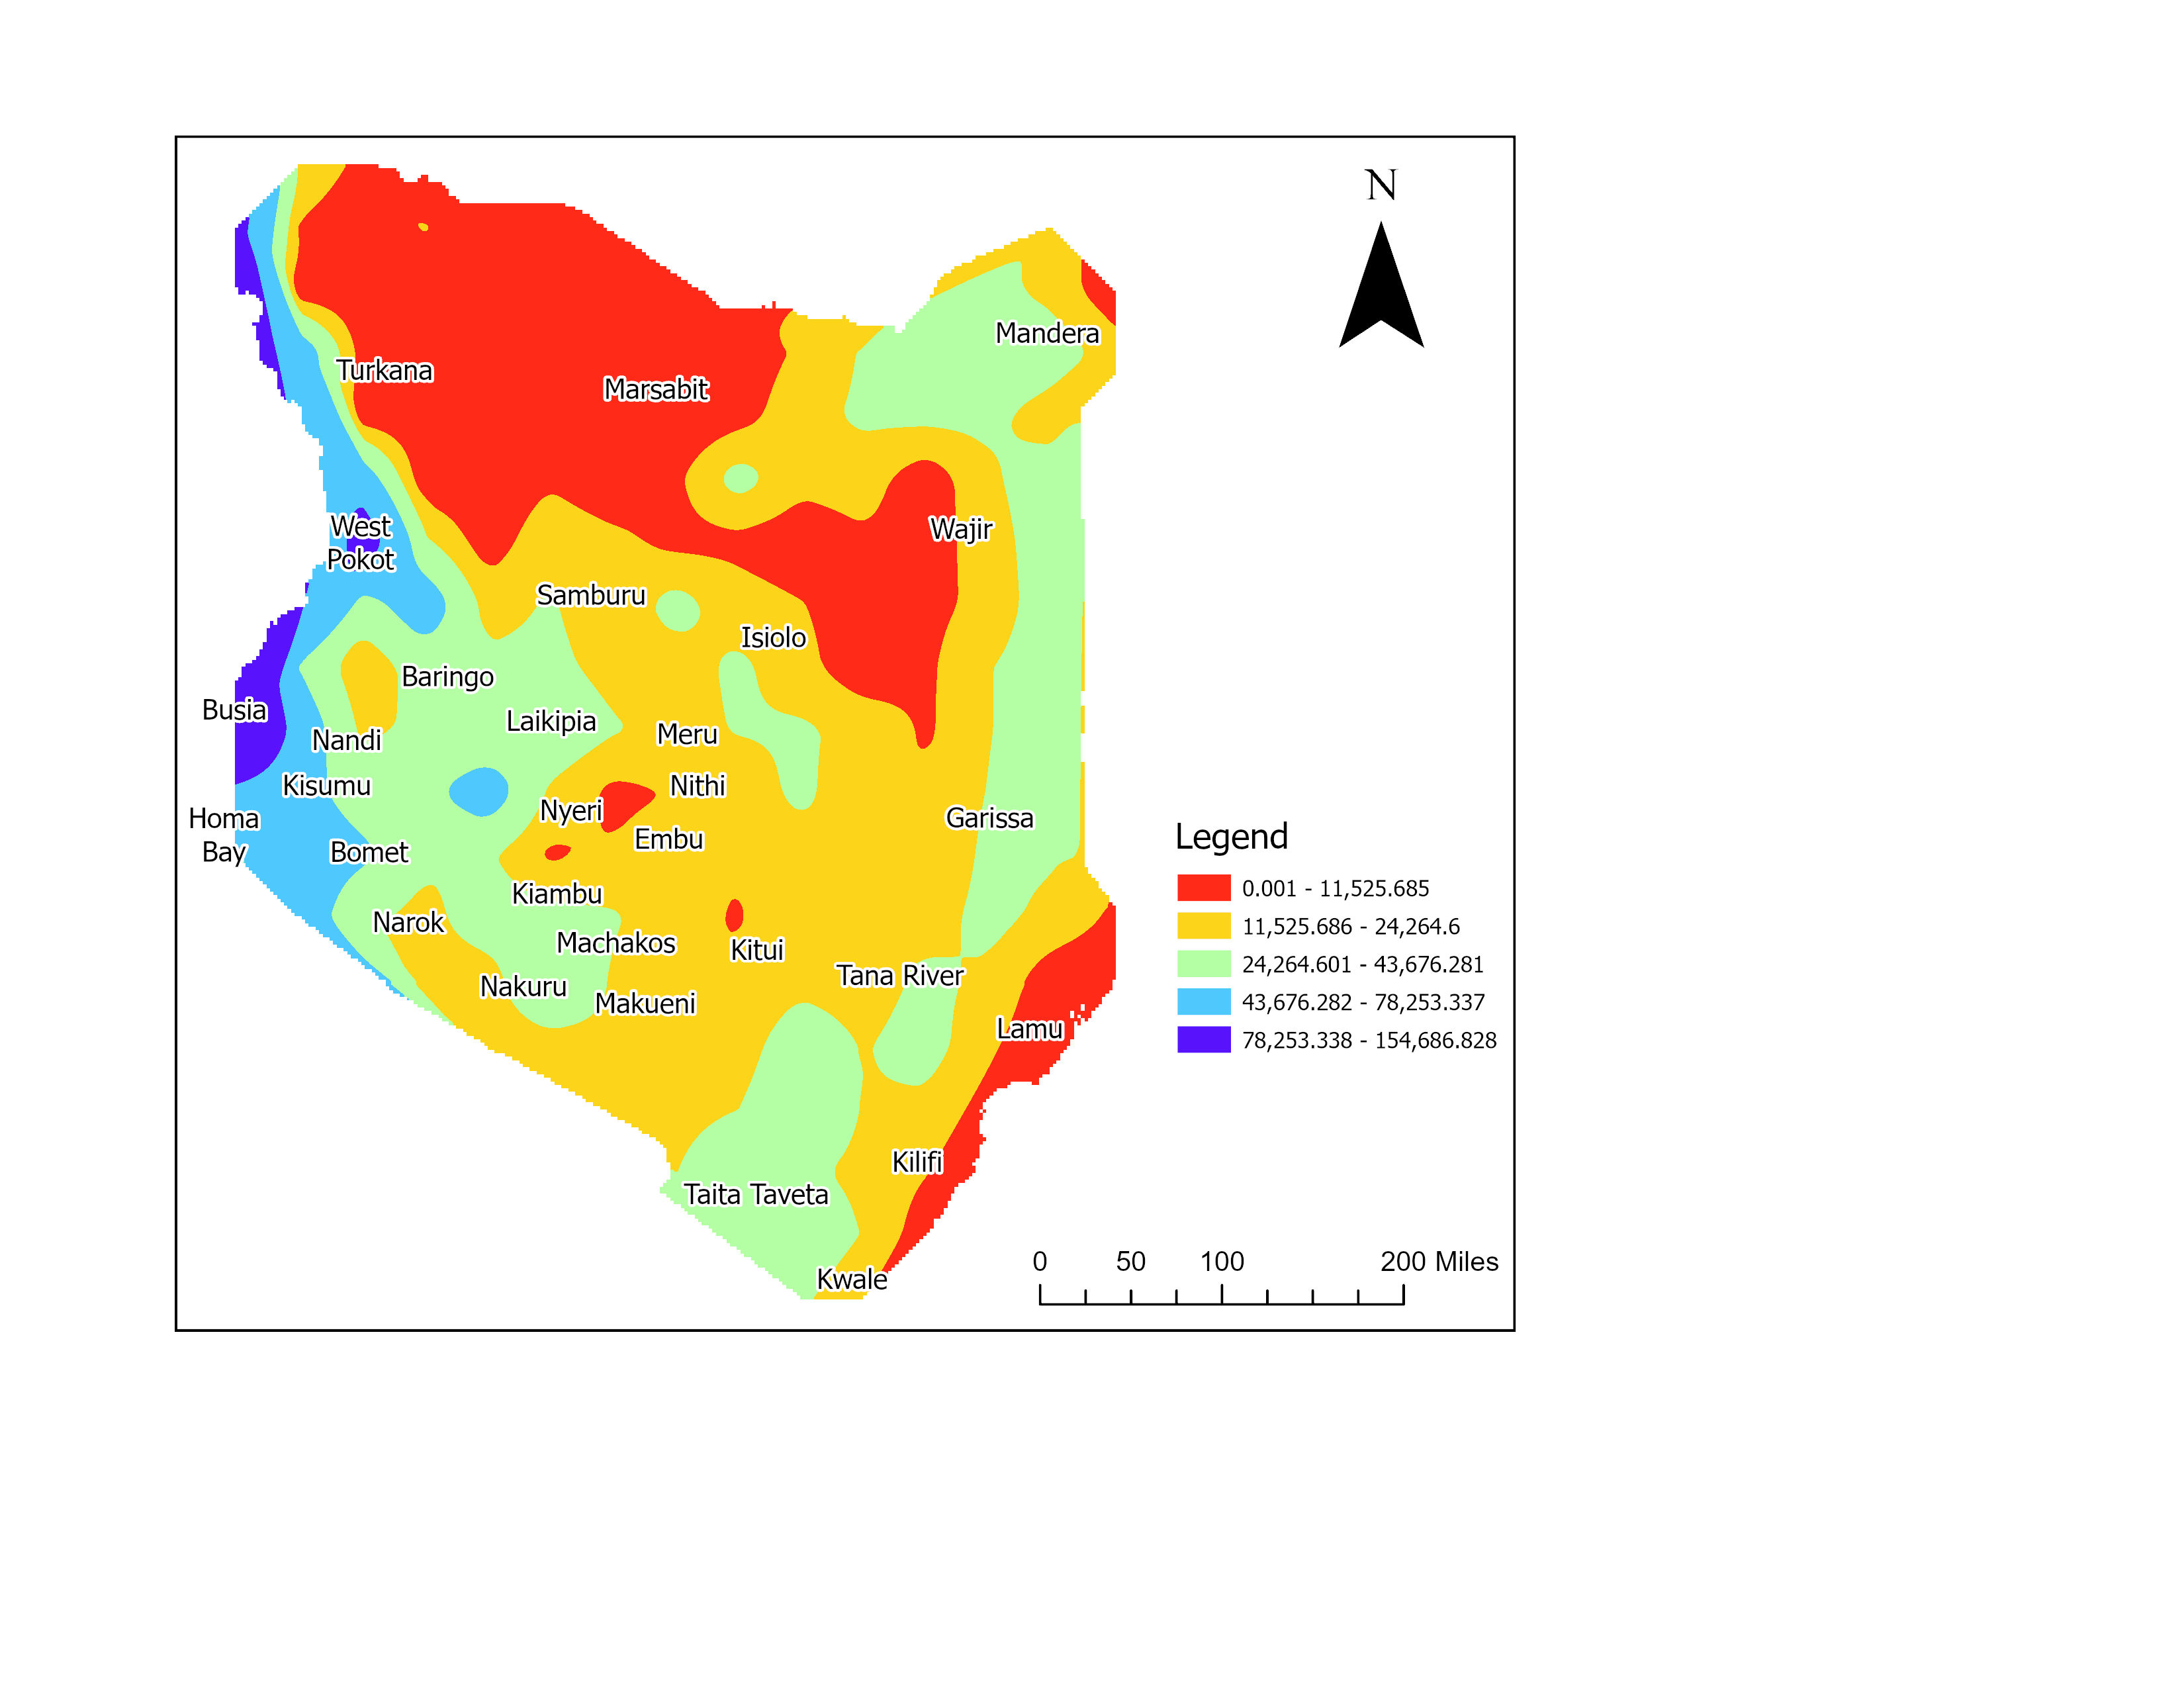 N
Mandera
Turkana
Marsabit
West
Pokot
Wajir
Samburu
Isiolo
Baringo
Busia
Laikipia
Nandi
Meru
Kisumu
Nithi
Nyeri
Homa
Bay
Embu
Garissa
Bomet
Kiambu
Narok
Machakos
Kitui
Tana River
Nakuru
Makueni
Lamu
Kilifi
Taita Taveta
Kwale
Legend
0.001 - 11,525.685
11,525.686 - 24,264.6
24,264.601 - 43,676.281
43,676.282 - 78,253.337
78,253.338 - 154,686.828
0 50 100 200 Miles